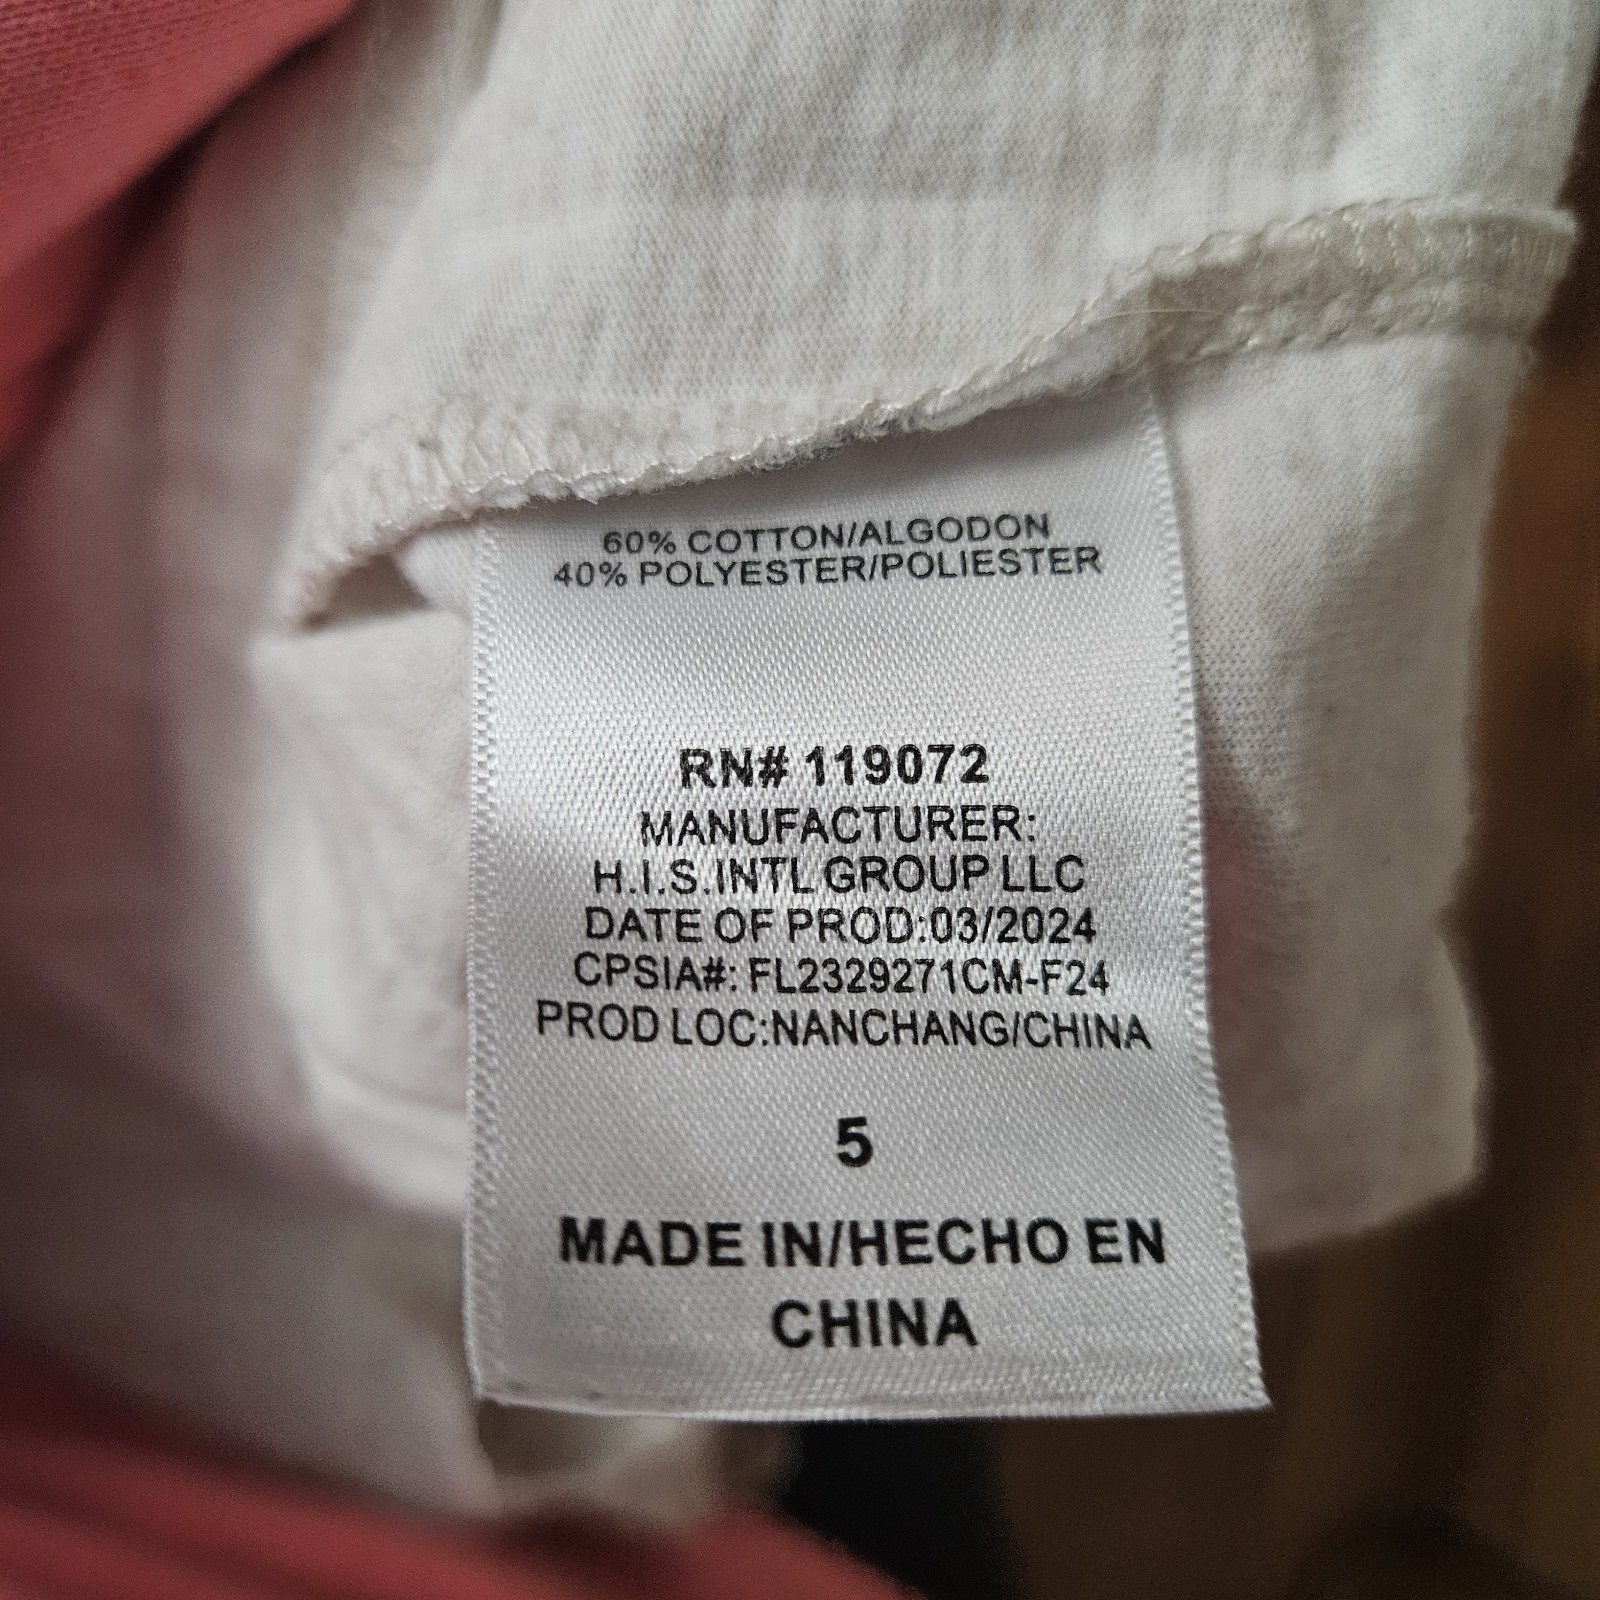 60% COTTON/ALGODON
40% POLYESTER/POLIESTER
RN# 119072
MANUFACTURER:
H.I.S.INTL GROUP LLC
DATE OF PROD:03/2024
CPSIA#: FL2329271CM-F24
PROD LOC:NANCHANG/CHINA
5
MADE IN/HECHO EN
CHINA